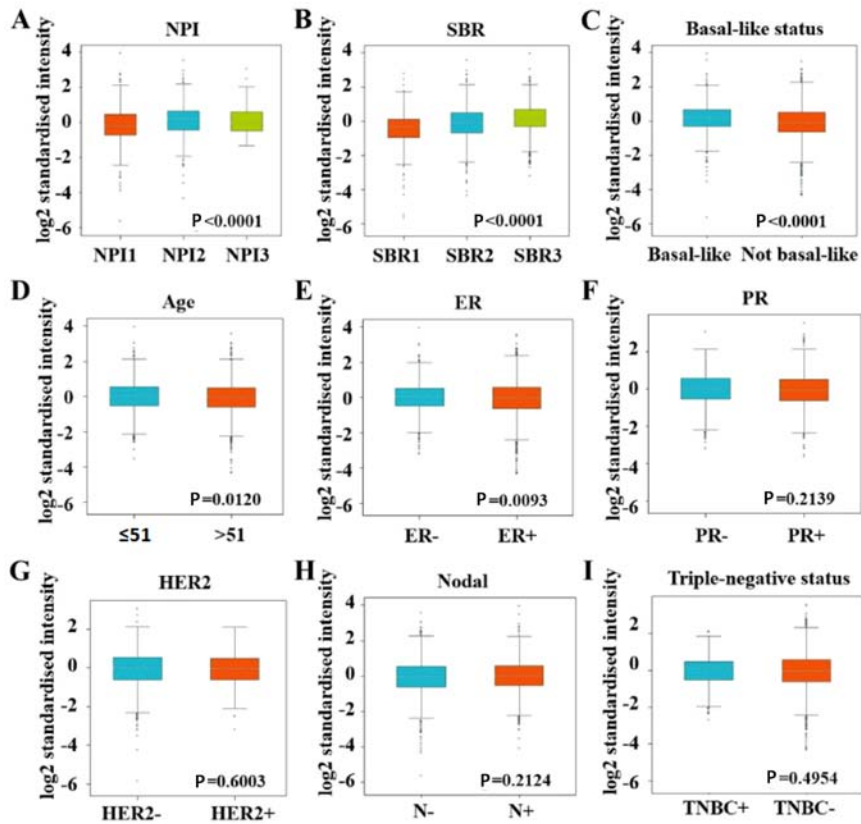 A NPI
log2 standardised intensity
4
2
0
-2
-4
-6
P<0.0001
NPI1 NPI2 NPI3
B SBR
log2 standardised intensity
4
2
0
-2
-4
-6
P<0.0001
SBR1 SBR2 SBR3
C Basal-like status
log2 standardised intensity
4
2
0
-2
-4
-6
P<0.0001
Basal-like Not basal-like
D Age
log2 standardised intensity
4
2
0
-2
-4
-6
P=0.0120
≤51 >51
E ER
log2 standardised intensity
4
2
0
-2
-4
-6
P=0.0093
ER- ER+
F PR
log2 standardised intensity
4
2
0
-2
-4
-6
P=0.2139
PR- PR+
G HER2
log2 standardised intensity
2
0
-2
-4
-6
P=0.6003
HER2- HER2+
H Nodal
log2 standardised intensity
4
2
0
-2
-4
-6
P=0.2124
N- N+
I Triple-negative status
log2 standardised intensity
2
0
-2
-4
-6
P=0.4954
TNBC+ TNBC-